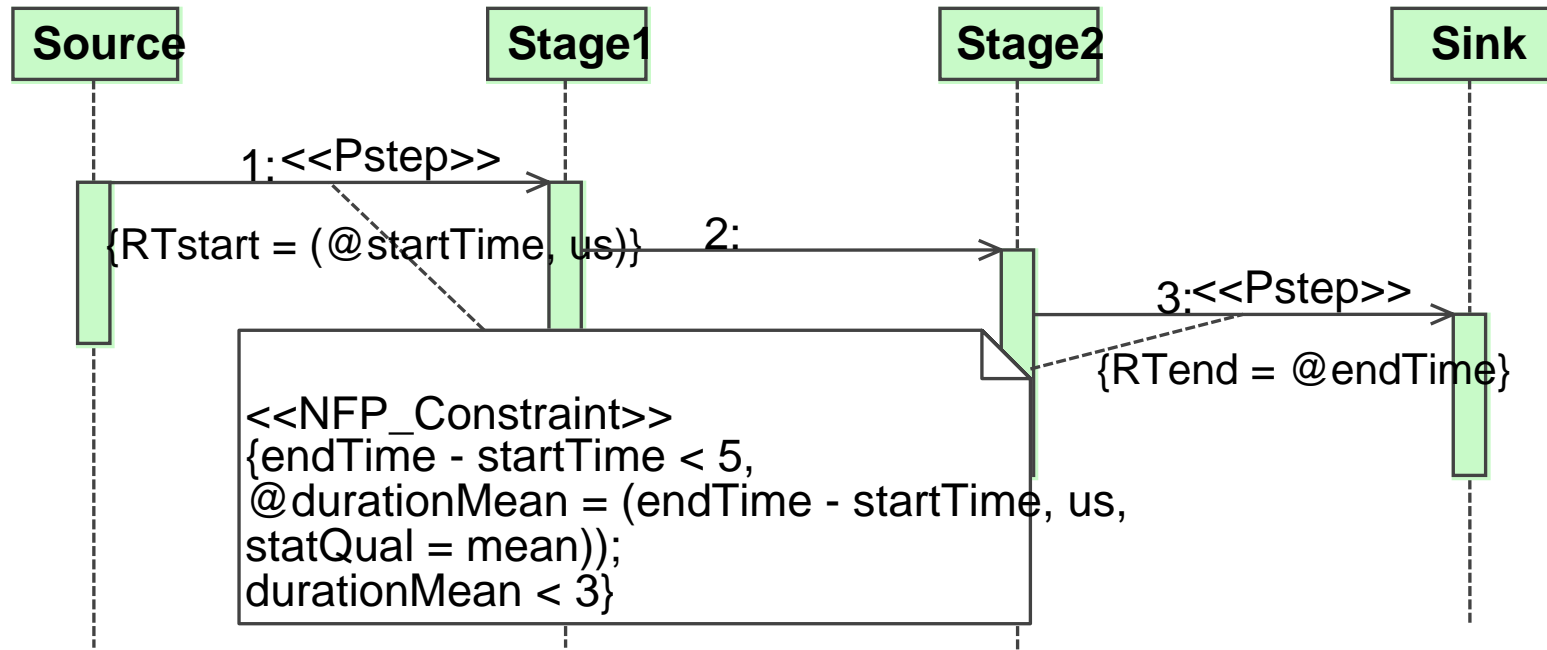 Source
Stage1
Stage2
Sink
1: <<Pstep>>
{RTstart = (@startTime, us)}
2:
3: <<Pstep>>
{RTend = @endTime}
<<NFP_Constraint>>
{endTime - startTime < 5,
@durationMean = (endTime - startTime, us,
statQual = mean));
durationMean < 3}